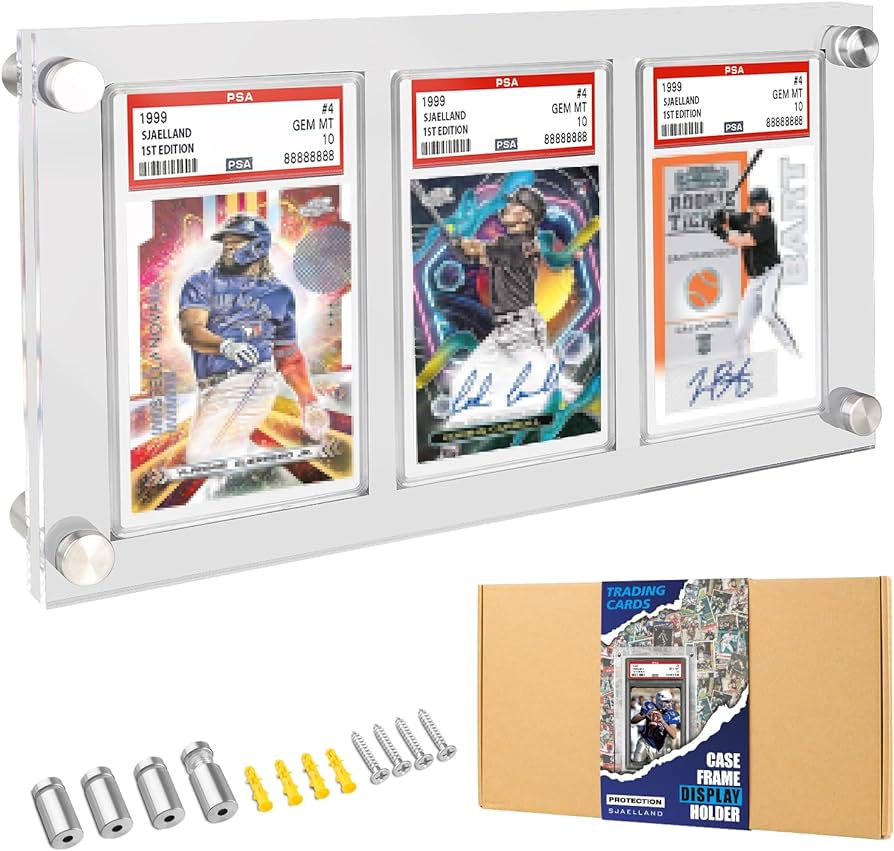 PSA
1999
#4
SJAELLAND
GEM MT
1ST EDITION
10
PSA
88888888
PSA
1999
#4
SJAELLAND
GEM MT
1ST EDITION
10
PSA
88888888
PSA
1999
#4
SJAELLAND
GEM MT
1ST EDITION
10
PSA
88888888
ROOKIE
TICKET
BART
TRADING
CARDS
PSA
CASE
FRAME
DISPLAY
HOLDER
PROTECTION
SJAELLAND